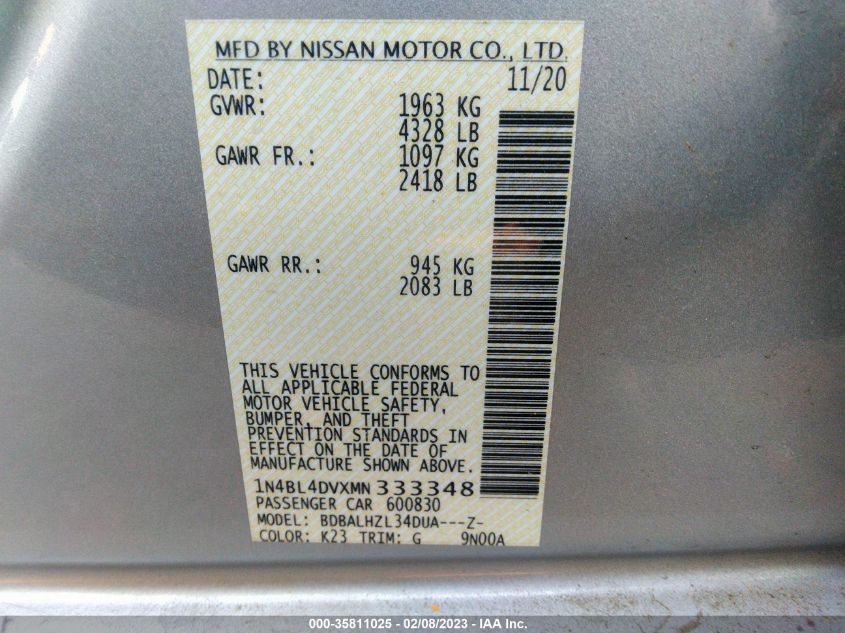 MFD BY NISSAN MOTOR CO., LTD.
DATE: 11/20
GVWR: 1963 KG
4328 LB
GAWR FR.: 1097 KG
2418 LB
GAWR RR.: 945 KG
2083 LB
THIS VEHICLE CONFORMS TO
ALL APPLICABLE FEDERAL
MOTOR VEHICLE SAFETY,
BUMPER, AND THEFT
PREVENTION STANDARDS IN
EFFECT ON THE DATE OF
MANUFACTURE SHOWN ABOVE.
1N4BL4DVXMN333348
PASSENGER CAR 600830
MODEL: BDBALHZL34DUA---Z-
COLOR: K23 TRIM: G 9N00A
000-35811025 - 02/08/2023 - IAA Inc.